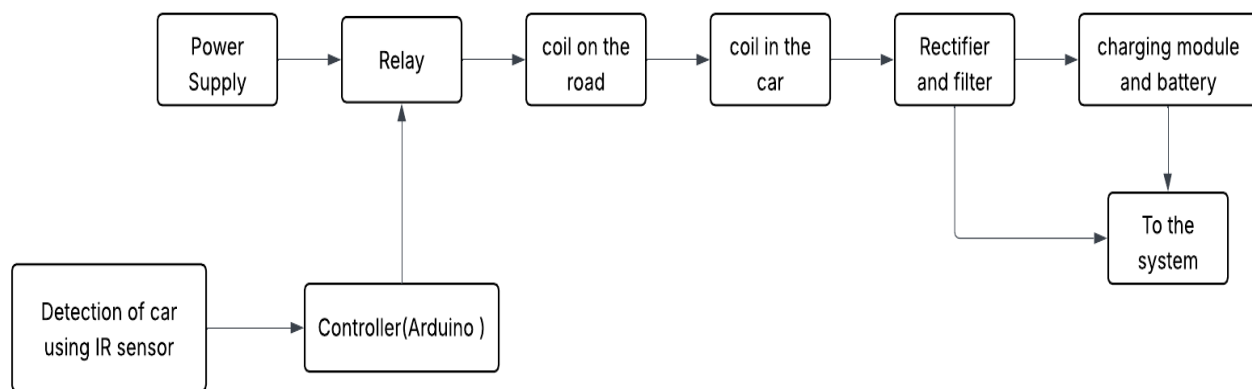 Power
Supply
Relay
coil on the
road
coil in the
car
Rectifier
and filter
charging module
and battery
To the
system
Detection of car
using IR sensor
Controller(Arduino )